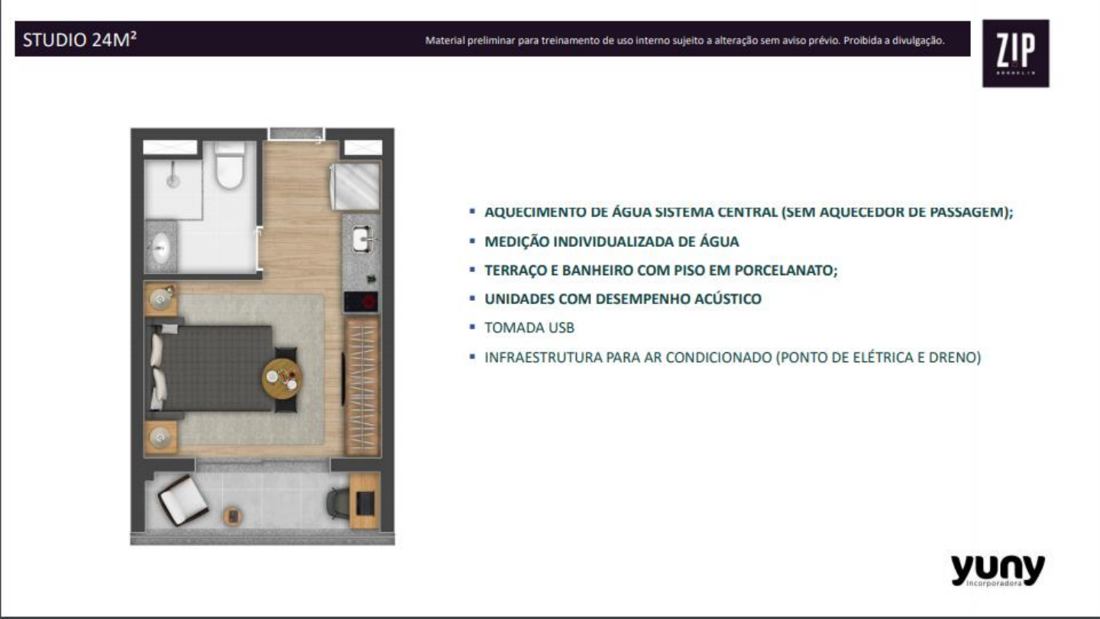 STUDIO 24M²
Material preliminar para treinamento de uso interno sujeito a alteração sem aviso prévio. Proibida a divulgação.
ZIP
BROOKLIN
▪ AQUECIMENTO DE ÁGUA SISTEMA CENTRAL (SEM AQUECEDOR DE PASSAGEM);
▪ MEDIÇÃO INDIVIDUALIZADA DE ÁGUA
▪ TERRAÇO E BANHEIRO COM PISO EM PORCELANATO;
▪ UNIDADES COM DESEMPENHO ACÚSTICO
▪ TOMADA USB
▪ INFRAESTRUTURA PARA AR CONDICIONADO (PONTO DE ELÉTRICA E DRENO)
yuny
incorporadora